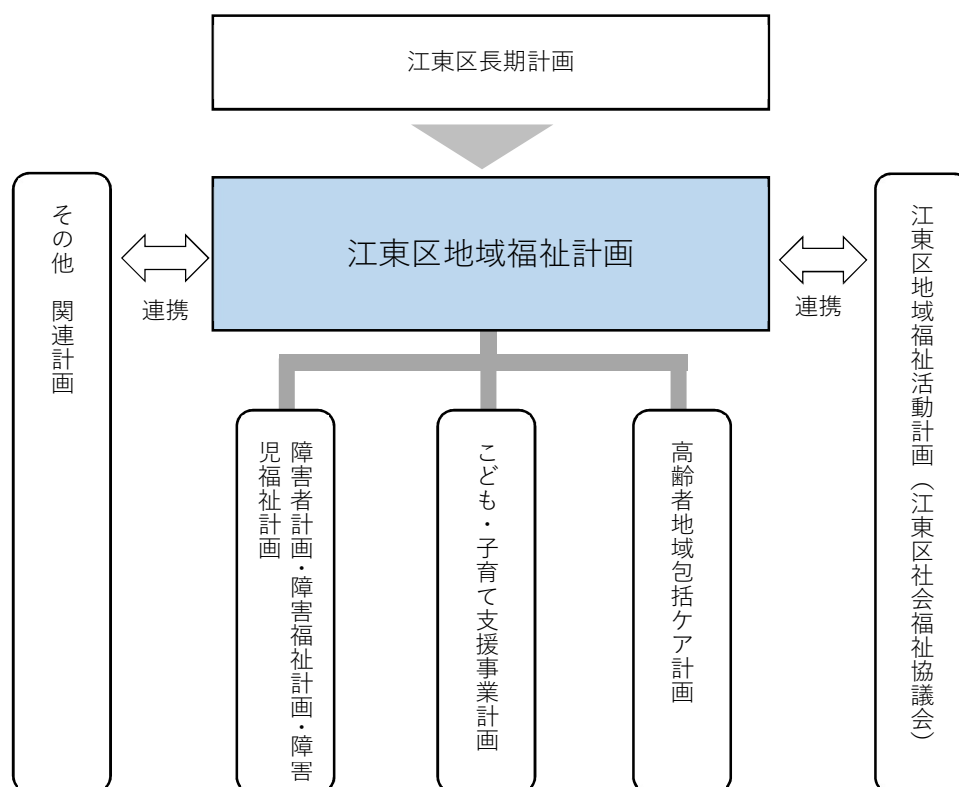 江東区長期計画
江東区地域福祉計画
その他　関連計画
連携
連携
江東区地域福祉活動計画（江東区社会福祉協議会）
障害者計画・障害福祉計画・障害
児福祉計画
こども・子育て支援事業計画
高齢者地域包括ケア計画